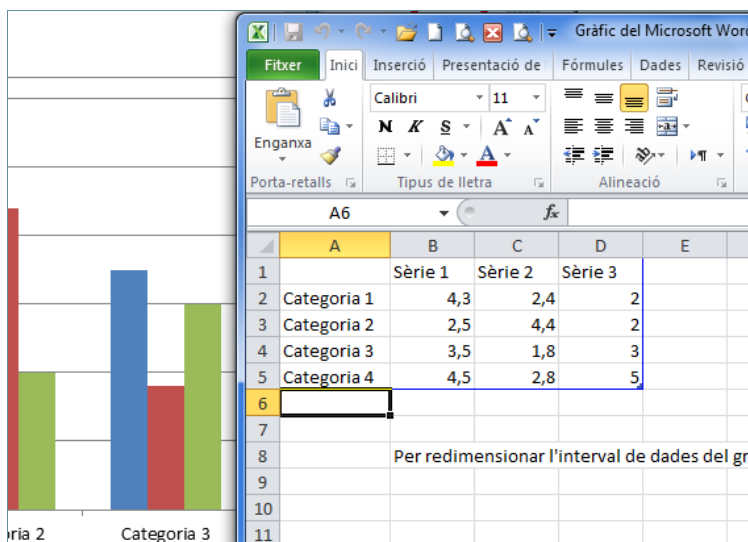 Gràfic del Microsoft Word
Fitxer Inici Inserció Presentació de Fórmules Dades Revisió
Calibri 11
Enganxa
N K S A A A
Porta-retalls Tipus de lletra Alineació
A6 fx
A B C D E
1 Sèrie 1 Sèrie 2 Sèrie 3
2 Categoria 1 4,3 2,4 2
3 Categoria 2 2,5 4,4 2
4 Categoria 3 3,5 1,8 3
5 Categoria 4 4,5 2,8 5
6
7
8 Per redimensionar l'interval de dades del gr
9
10
11
ria 2 Categoria 3